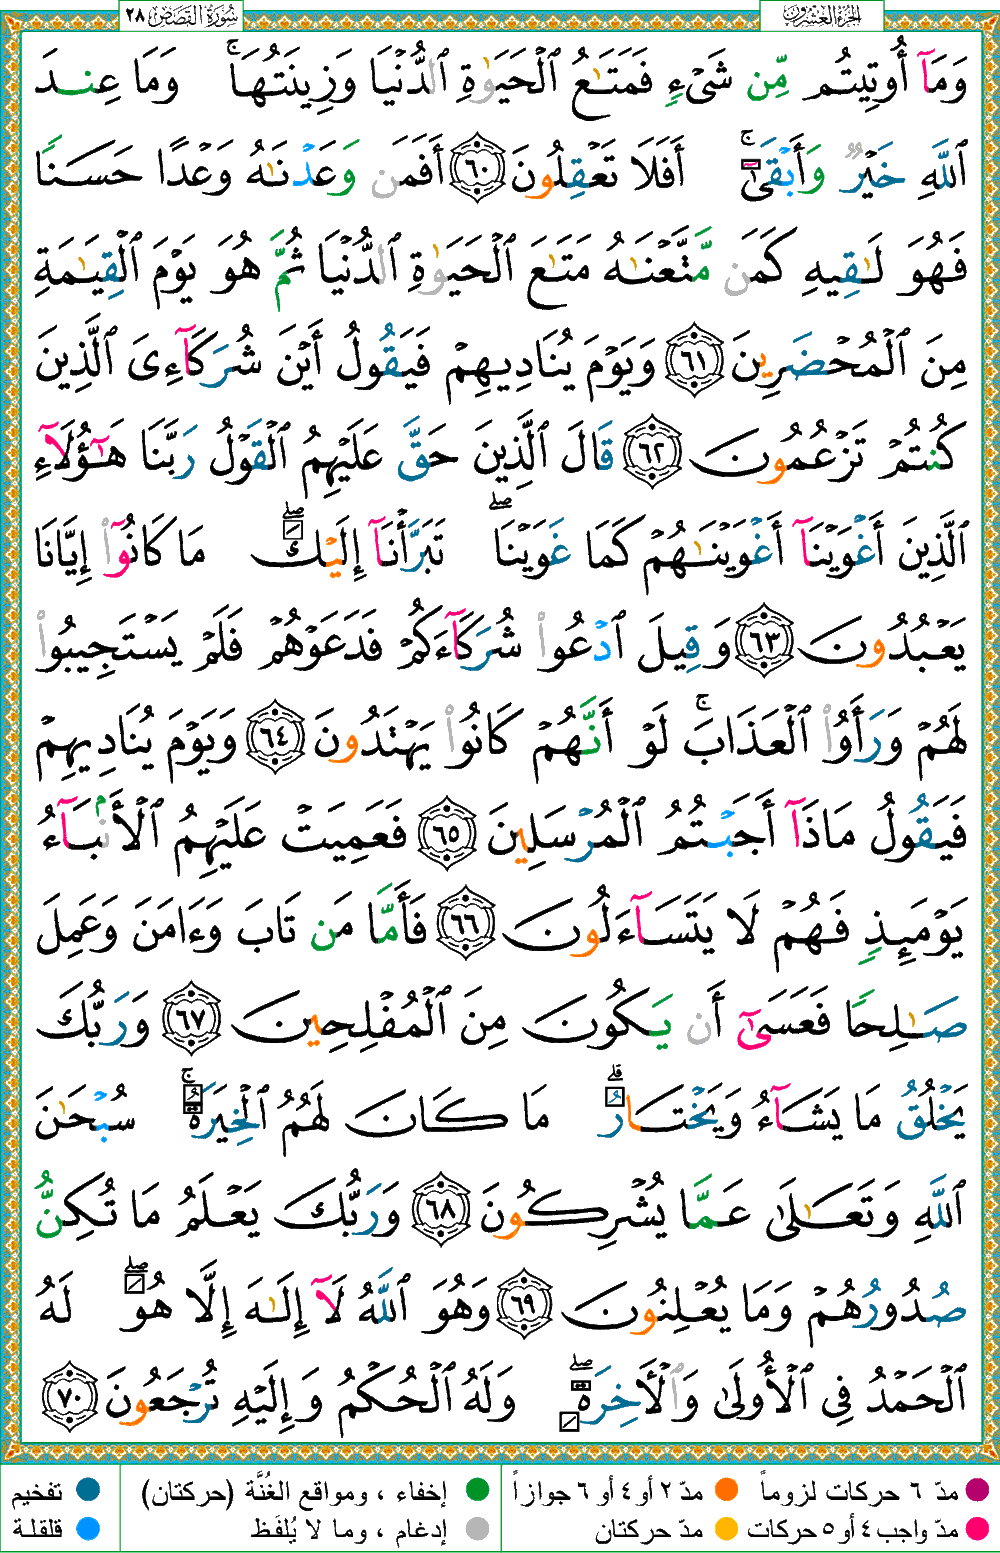 الجزء العشرون
سورة القصص ٢٨
وَمَآ أُوتِيتُم مِّن شَىْءٍ فَمَتَٰعُ ٱلْحَيَوٰةِ ٱلدُّنْيَا وَزِينَتُهَا ۚ وَمَا عِندَ
ٱللَّهِ خَيْرٌ وَأَبْقَىٰٓ ۚ أَفَلَا تَعْقِلُونَ ٦٠ أَفَمَن وَعَدْنَٰهُ وَعْدًا حَسَنًا
فَهُوَ لَٰقِيهِ كَمَن مَّتَّعْنَٰهُ مَتَٰعَ ٱلْحَيَوٰةِ ٱلدُّنْيَا ثُمَّ هُوَ يَوْمَ ٱلْقِيَٰمَةِ
مِنَ ٱلْمُحْضَرِينَ ٦١ وَيَوْمَ يُنَادِيهِمْ فَيَقُولُ أَيْنَ شُرَكَآءِىَ ٱلَّذِينَ
كُنتُمْ تَزْعُمُونَ ٦٢ قَالَ ٱلَّذِينَ حَقَّ عَلَيْهِمُ ٱلْقَوْلُ رَبَّنَا هَٰٓؤُلَآءِ
ٱلَّذِينَ أَغْوَيْنَآ أَغْوَيْنَٰهُمْ كَمَا غَوَيْنَا ۖ تَبَرَّأْنَآ إِلَيْكَ ۖ مَا كَانُوٓا۟ إِيَّانَا
يَعْبُدُونَ ٦٣ وَقِيلَ ٱدْعُوا۟ شُرَكَآءَكُمْ فَدَعَوْهُمْ فَلَمْ يَسْتَجِيبُوا۟
لَهُمْ وَرَأَوُا۟ ٱلْعَذَابَ ۚ لَوْ أَنَّهُمْ كَانُوا۟ يَهْتَدُونَ ٦٤ وَيَوْمَ يُنَادِيهِمْ
فَيَقُولُ مَاذَآ أَجَبْتُمُ ٱلْمُرْسَلِينَ ٦٥ فَعَمِيَتْ عَلَيْهِمُ ٱلْأَنۢبَآءُ
يَوْمَئِذٍ فَهُمْ لَا يَتَسَآءَلُونَ ٦٦ فَأَمَّا مَن تَابَ وَءَامَنَ وَعَمِلَ
صَٰلِحًا فَعَسَىٰٓ أَن يَكُونَ مِنَ ٱلْمُفْلِحِينَ ٦٧ وَرَبُّكَ
يَخْلُقُ مَا يَشَآءُ وَيَخْتَارُ ۗ مَا كَانَ لَهُمُ ٱلْخِيَرَةُ ۚ سُبْحَٰنَ
ٱللَّهِ وَتَعَٰلَىٰ عَمَّا يُشْرِكُونَ ٦٨ وَرَبُّكَ يَعْلَمُ مَا تُكِنُّ
صُدُورُهُمْ وَمَا يُعْلِنُونَ ٦٩ وَهُوَ ٱللَّهُ لَآ إِلَٰهَ إِلَّا هُوَ ۖ لَهُ
ٱلْحَمْدُ فِى ٱلْأُولَىٰ وَٱلْءَاخِرَةِ ۖ وَلَهُ ٱلْحُكْمُ وَإِلَيْهِ تُرْجَعُونَ ٧٠
مدّ ٦ حركات لزوماً مدّ ٢ أو ٤ أو ٦ جوازاً إخفاء ، ومواقع الغُنَّة (حركتان) تفخيم
مدّ واجب ٤ أو ٥ حركات مدّ حركتان إدغام ، وما لا يُلفَظ قلقلة